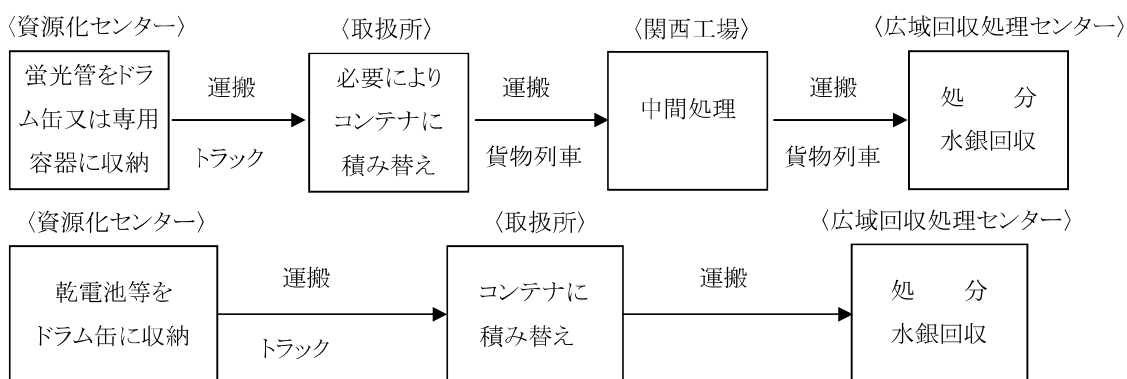 〈資源化センター〉
蛍光管をドラ
ム缶又は専用
容器に収納
運搬
トラック
〈取扱所〉
必要により
コンテナに
積み替え
運搬
貨物列車
〈関西工場〉
中間処理
運搬
貨物列車
〈広域回収処理センター〉
処　　分
水銀回収
〈資源化センター〉
乾電池等を
ドラム缶に収納
運搬
トラック
〈取扱所〉
コンテナに
積み替え
運搬
〈広域回収処理センター〉
処　　分
水銀回収